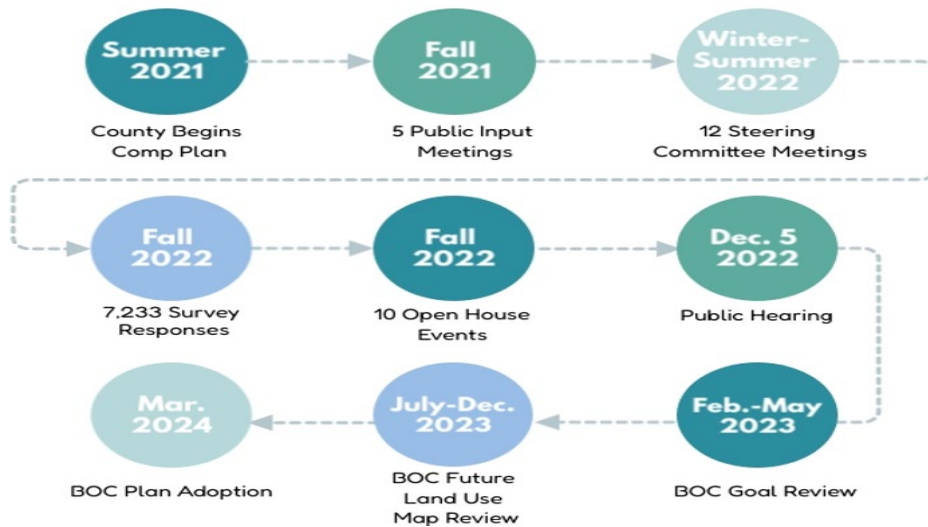 Summer
2021
County Begins
Comp Plan
Fall
2021
5 Public Input
Meetings
Winter-
Summer
2022
12 Steering
Committee Meetings
Fall
2022
7,233 Survey
Responses
Fall
2022
10 Open House
Events
Dec. 5
2022
Public Hearing
Feb.-May
2023
BOC Goal Review
July-Dec.
2023
BOC Future
Land Use
Map Review
Mar.
2024
BOC Plan Adoption